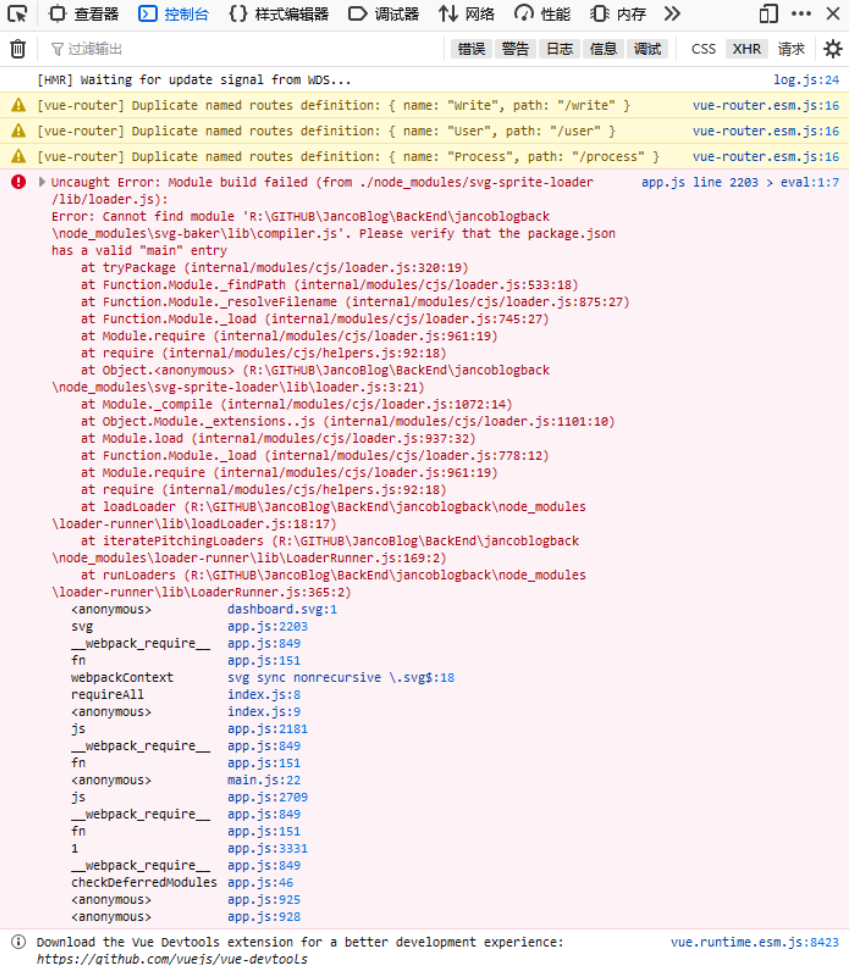 查看器 控制台 {} 样式编辑器 调试器 网络 性能 内存
过滤输出 错误 警告 日志 信息 调试 CSS XHR 请求
[HMR] Waiting for update signal from WDS... log.js:24
[vue-router] Duplicate named routes definition: { name: "Write", path: "/write" } vue-router.esm.js:16
[vue-router] Duplicate named routes definition: { name: "User", path: "/user" } vue-router.esm.js:16
[vue-router] Duplicate named routes definition: { name: "Process", path: "/process" } vue-router.esm.js:16
Uncaught Error: Module build failed (from ./node_modules/svg-sprite-loader app.js line 2203 > eval:1:7
/lib/loader.js):
Error: Cannot find module 'R:\GITHUB\JancoBlog\BackEnd\jancoblogback
\node_modules\svg-baker\lib\compiler.js'. Please verify that the package.json
has a valid "main" entry
at tryPackage (internal/modules/cjs/loader.js:320:19)
at Function.Module._findPath (internal/modules/cjs/loader.js:533:18)
at Function.Module._resolveFilename (internal/modules/cjs/loader.js:875:27)
at Function.Module._load (internal/modules/cjs/loader.js:745:27)
at Module.require (internal/modules/cjs/loader.js:961:19)
at require (internal/modules/cjs/helpers.js:92:18)
at Object.<anonymous> (R:\GITHUB\JancoBlog\BackEnd\jancoblogback
\node_modules\svg-sprite-loader\lib\loader.js:3:21)
at Module._compile (internal/modules/cjs/loader.js:1072:14)
at Object.Module._extensions..js (internal/modules/cjs/loader.js:1101:10)
at Module.load (internal/modules/cjs/loader.js:937:32)
at Function.Module._load (internal/modules/cjs/loader.js:778:12)
at Module.require (internal/modules/cjs/loader.js:961:19)
at require (internal/modules/cjs/helpers.js:92:18)
at loadLoader (R:\GITHUB\JancoBlog\BackEnd\jancoblogback\node_modules
\loader-runner\lib\loadLoader.js:18:17)
at iteratePitchingLoaders (R:\GITHUB\JancoBlog\BackEnd\jancoblogback
\node_modules\loader-runner\lib\LoaderRunner.js:169:2)
at runLoaders (R:\GITHUB\JancoBlog\BackEnd\jancoblogback\node_modules
\loader-runner\lib\LoaderRunner.js:365:2)
<anonymous> dashboard.svg:1
svg app.js:2203
__webpack_require__ app.js:849
fn app.js:151
webpackContext svg sync nonrecursive \.svg$:18
requireAll index.js:8
<anonymous> index.js:9
js app.js:2181
__webpack_require__ app.js:849
fn app.js:151
<anonymous> main.js:22
js app.js:2709
__webpack_require__ app.js:849
fn app.js:151
1 app.js:3331
__webpack_require__ app.js:849
checkDeferredModules app.js:46
<anonymous> app.js:925
<anonymous> app.js:928
Download the Vue Devtools extension for a better development experience: vue.runtime.esm.js:8423
https://github.com/vuejs/vue-devtools